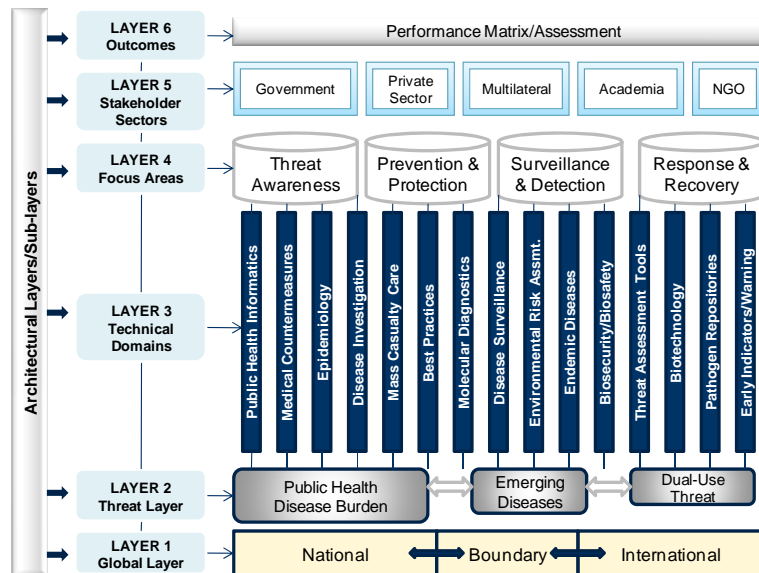 Architectural Layers/Sub-layers
LAYER 6
Outcomes
Performance Matrix/Assessment
LAYER 5
Stakeholder
Sectors
Government
Private
Sector
Multilateral
Academia
NGO
LAYER 4
Focus Areas
Threat
Awareness
Prevention &
Protection
Surveillance
& Detection
Response &
Recovery
LAYER 3
Technical
Domains
Public Health Informatics
Medical Countermeasures
Epidemiology
Disease Investigation
Mass Casualty Care
Best Practices
Molecular Diagnostics
Disease Surveillance
Environmental Risk Assmt.
Endemic Diseases
Biosecurity/Biosafety
Threat Assessment Tools
Biotechnology
Pathogen Repositories
Early Indicators/Warning
LAYER 2
Threat Layer
Public Health
Disease Burden
Emerging
Diseases
Dual-Use
Threat
LAYER 1
Global Layer
National
Boundary
International